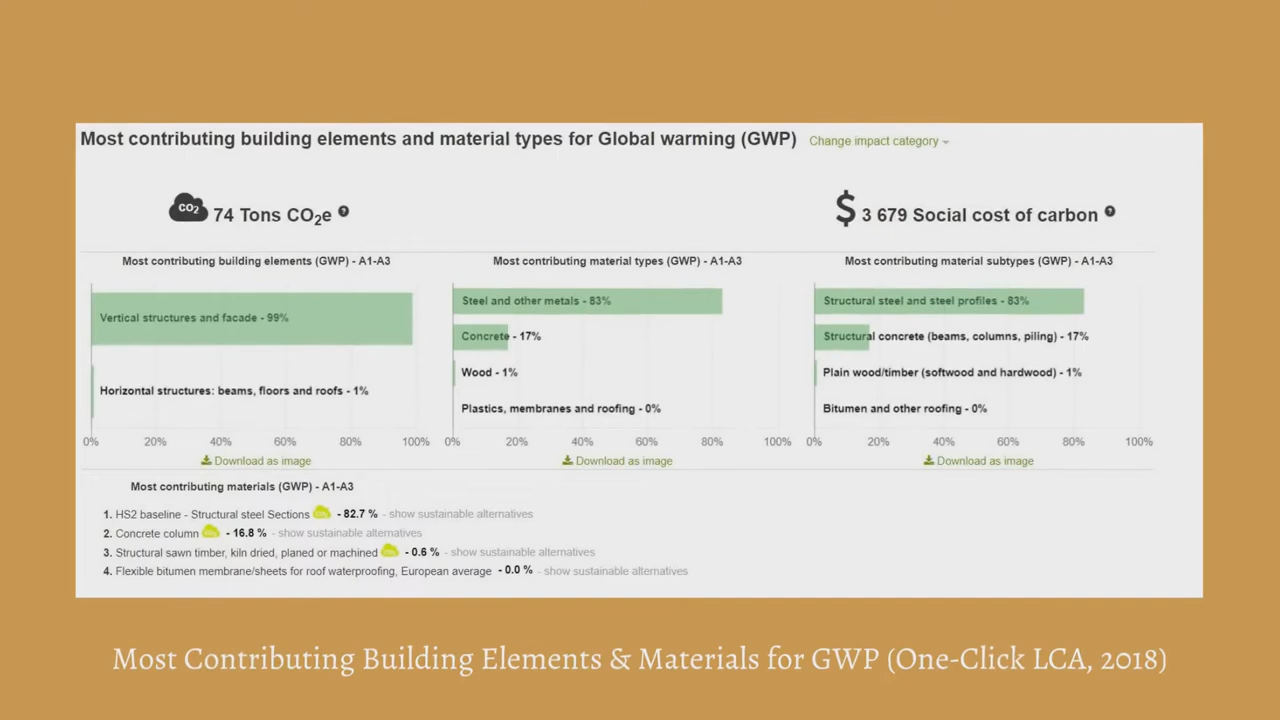 Most contributing building elements and material types for Global warming (GWP) Change impact category
CO2 74 Tons CO₂e ?
$ 3 679 Social cost of carbon ?
Most contributing building elements (GWP) - A1-A3
Vertical structures and facade - 99%
Horizontal structures: beams, floors and roofs - 1%
0% 20% 40% 60% 80% 100%
Download as image
Most contributing material types (GWP) - A1-A3
Steel and other metals - 83%
Concrete - 17%
Wood - 1%
Plastics, membranes and roofing - 0%
0% 20% 40% 60% 80% 100%
Download as image
Most contributing material subtypes (GWP) - A1-A3
Structural steel and steel profiles - 83%
Structural concrete (beams, columns, piling) - 17%
Plain wood/timber (softwood and hardwood) - 1%
Bitumen and other roofing - 0%
0% 20% 40% 60% 80% 100%
Download as image
Most contributing materials (GWP) - A1-A3
1. HS2 baseline - Structural steel Sections - 82.7 % - show sustainable alternatives
2. Concrete column - 16.8 % - show sustainable alternatives
3. Structural sawn timber, kiln dried, planed or machined - 0.6 % - show sustainable alternatives
4. Flexible bitumen membrane/sheets for roof waterproofing, European average - 0.0 % - show sustainable alternatives
Most Contributing Building Elements & Materials for GWP (One-Click LCA, 2018)